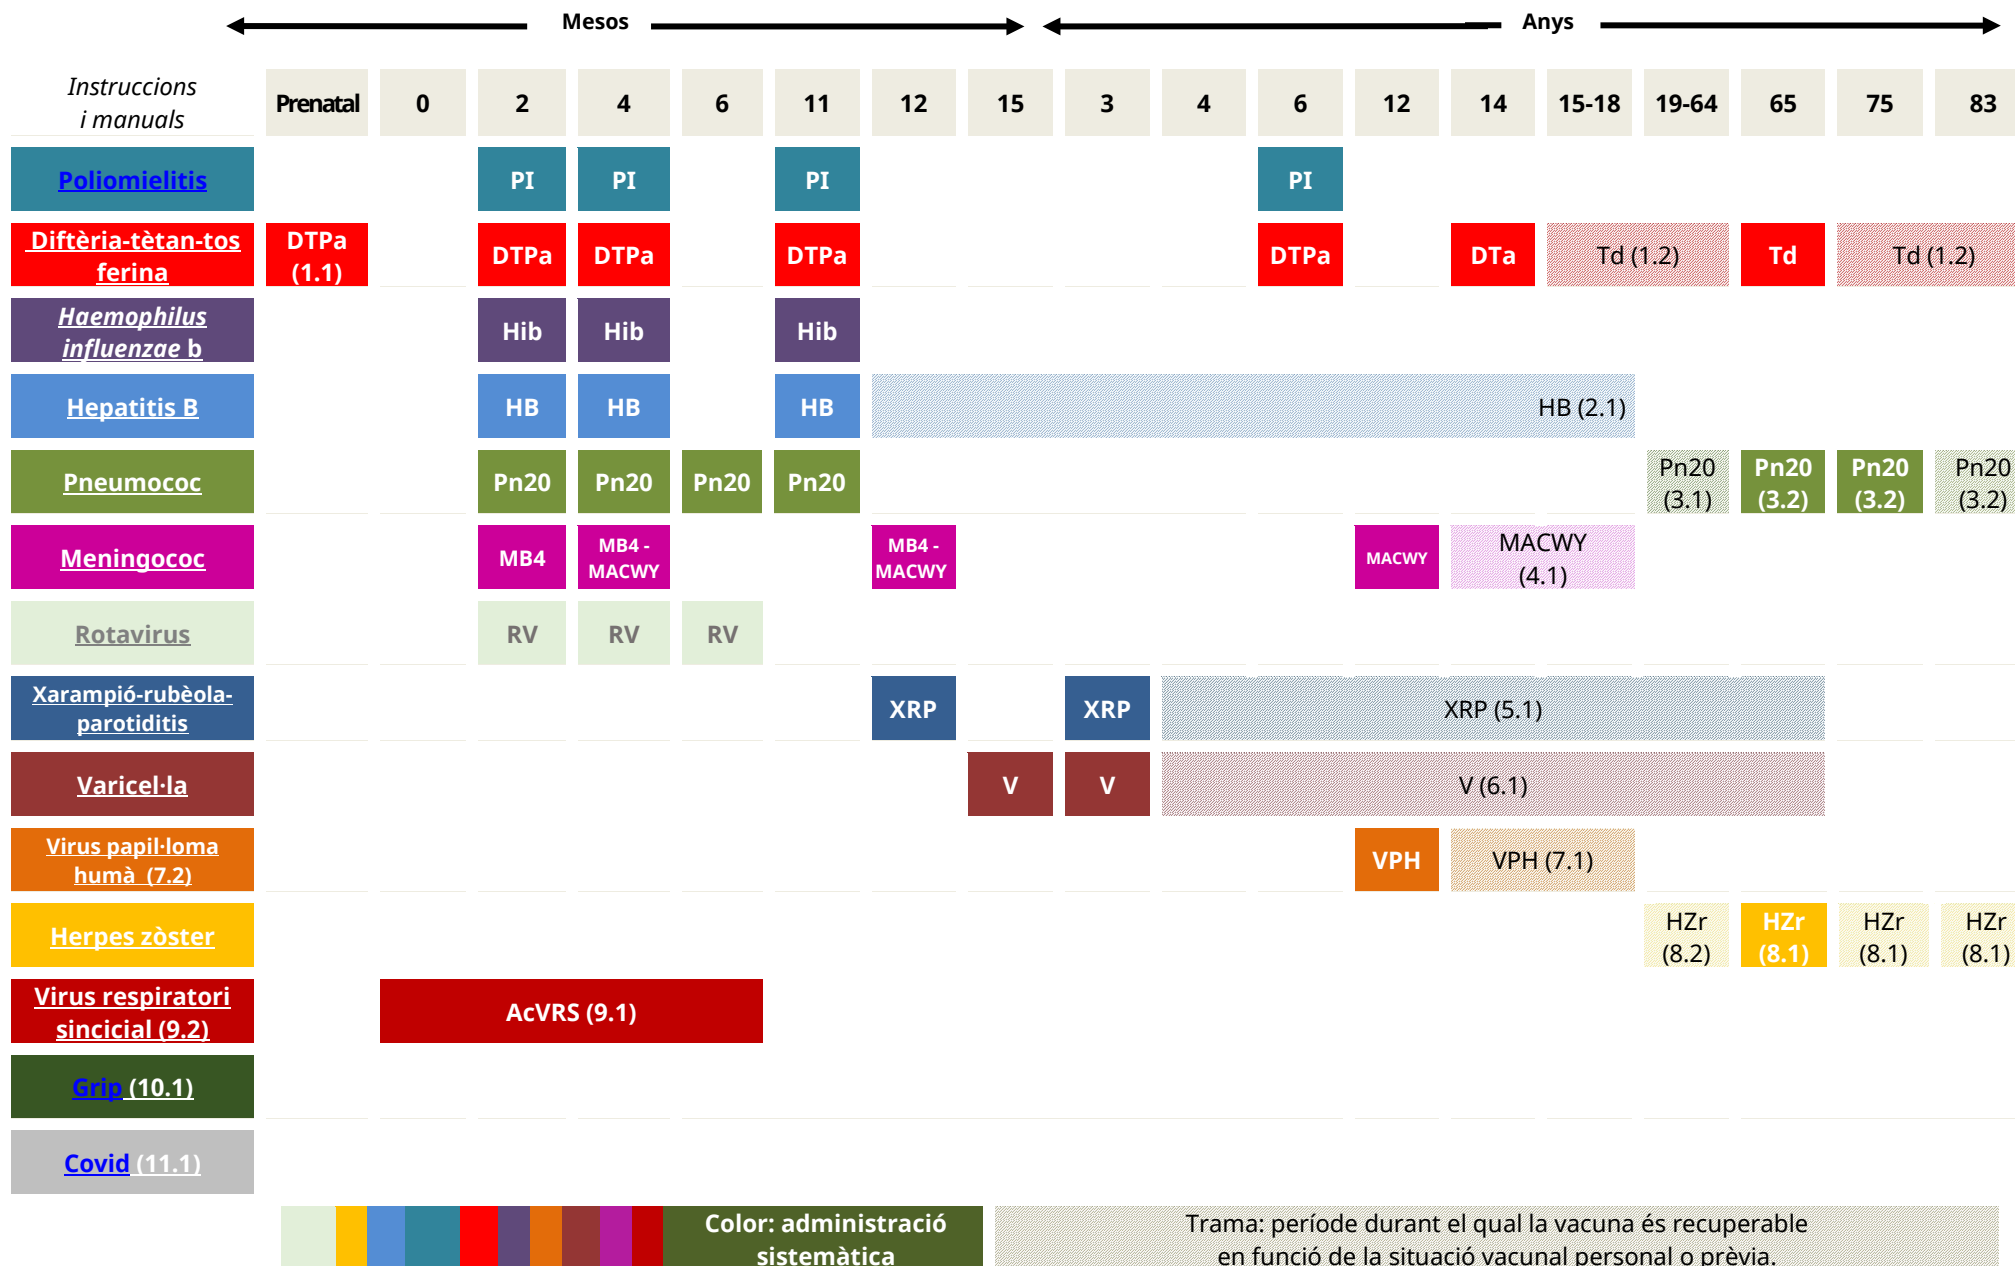 Mesos Anys
Instruccions
i manuals
Prenatal 0 2 4 6 11 12 15 3 4 6 12 14 15-18 19-64 65 75 83
Poliomielitis PI PI PI PI
Diftèria-tètan-tos
ferina
DTPa
(1.1)
DTPa DTPa DTPa DTPa DTa Td (1.2) Td Td (1.2)
Haemophilus
influenzae b
Hib Hib Hib
Hepatitis B HB HB HB HB (2.1)
Pneumococ Pn20 Pn20 Pn20 Pn20
Pn20
(3.1)
Pn20
(3.2)
Pn20
(3.2)
Pn20
(3.2)
Meningococ MB4
MB4 -
MACWY
MB4 -
MACWY
MACWY
MACWY
(4.1)
Rotavirus RV RV RV
Xarampió-rubèola-
parotiditis
XRP XRP XRP (5.1)
Varicel·la V V V (6.1)
Virus papil·loma
humà (7.2)
VPH VPH (7.1)
Herpes zòster
HZr
(8.2)
HZr
(8.1)
HZr
(8.1)
HZr
(8.1)
Virus respiratori
sincicial (9.2)
AcVRS (9.1)
Grip (10.1)
Covid (11.1)
Color: administració
sistemàtica
Trama: període durant el qual la vacuna és recuperable
en funció de la situació vacunal personal o prèvia.